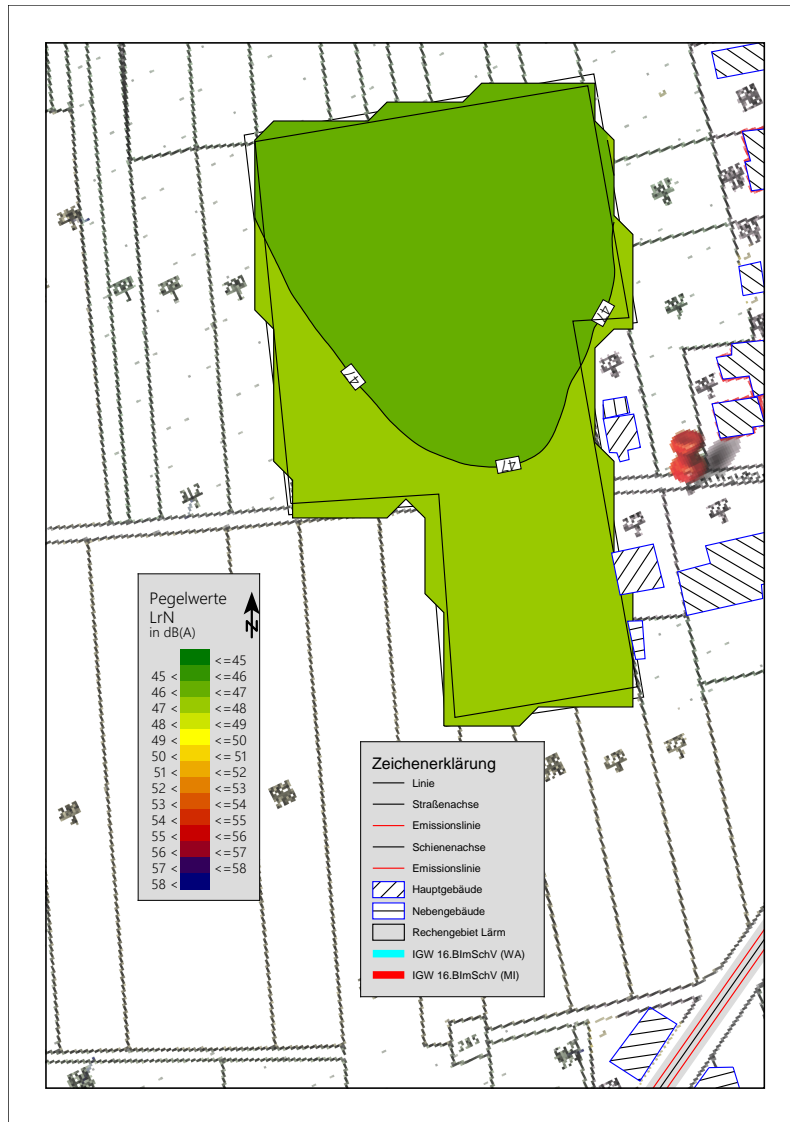 47
47
47
Pegelwerte
LrN
in dB(A)
N
<=45
45 < <=46
46 < <=47
47 < <=48
48 < <=49
49 < <=50
50 < <=51
51 < <=52
52 < <=53
53 < <=54
54 < <=55
55 < <=56
56 < <=57
57 < <=58
58 <
Zeichenerklärung
Linie
Straßenachse
Emissionslinie
Schienenachse
Emissionslinie
Hauptgebäude
Nebengebäude
Rechengebiet Lärm
IGW 16.BImSchV (WA)
IGW 16.BImSchV (MI)